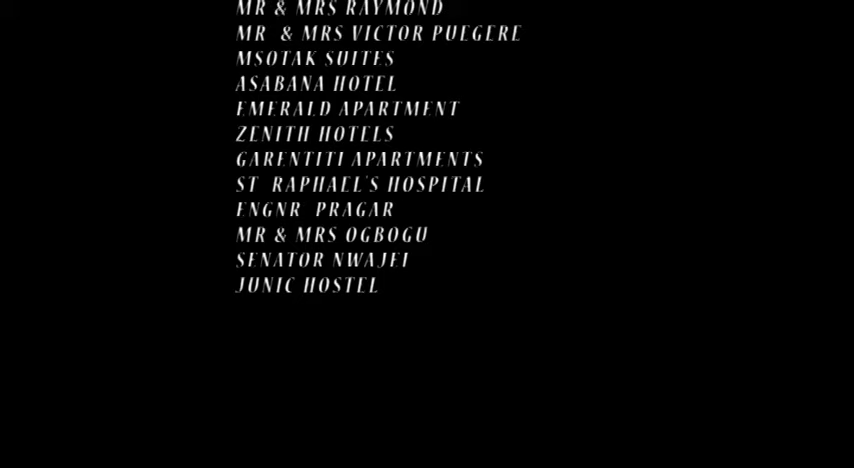 MR & MRS RAYMOND
MR & MRS VICTOR PUEGERE
MSOTAK SUITES
ASABANA HOTEL
EMERALD APARTMENT
ZENITH HOTELS
GARENTITI APARTMENTS
ST RAPHAEL'S HOSPITAL
ENGNR PRAGAR
MR & MRS OGBOGU
SENATOR NWAJEI
JUNIC HOSTEL